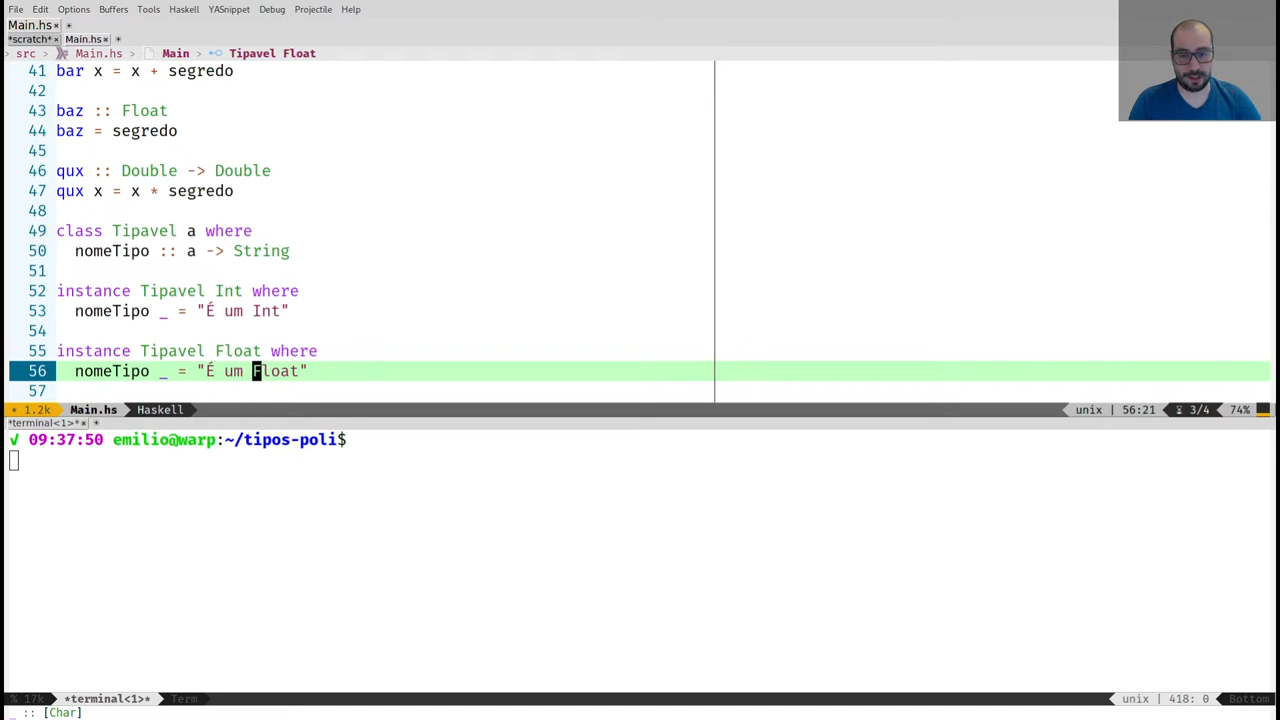 File Edit Options Buffers Tools Haskell YASnippet Debug Projectile Help
Main.hs × +
*scratch* × Main.hs × +
> src > Main.hs > Main > Tipavel Float
41 bar x = x + segredo
42
43 baz :: Float
44 baz = segredo
45
46 qux :: Double -> Double
47 qux x = x * segredo
48
49 class Tipavel a where
50 nomeTipo :: a -> String
51
52 instance Tipavel Int where
53 nomeTipo _ = "É um Int"
54
55 instance Tipavel Float where
56 nomeTipo _ = "É um Float"
57
* 1.2k Main.hs Haskell unix | 56:21 3/4 74%
*terminal<1>* × +
√ 09:37:50 emilio@warp:~/tipos-poli$
% 17k *terminal<1>* Term unix | 418: 0 Bottom
_ :: [Char]